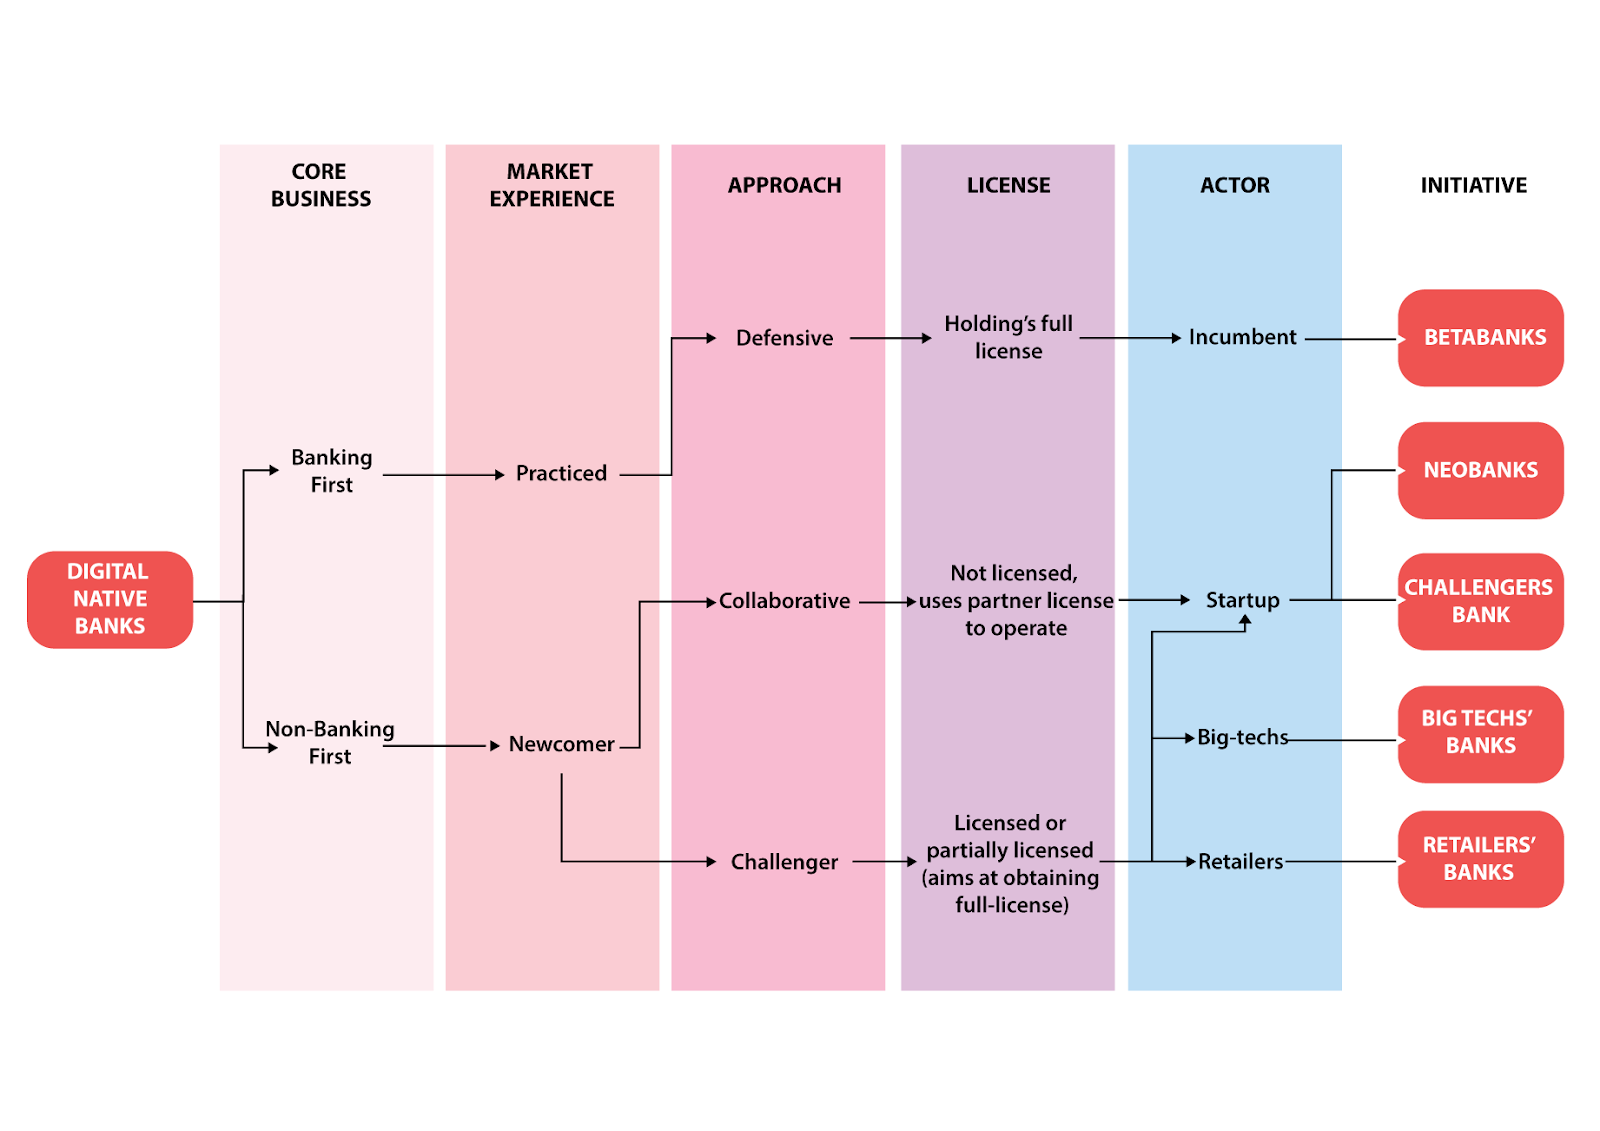 CORE
BUSINESS
MARKET
EXPERIENCE
APPROACH
LICENSE
ACTOR
INITIATIVE
DIGITAL
NATIVE
BANKS
Banking
First
Non-Banking
First
Practiced
Newcomer
Defensive
Collaborative
Challenger
Holding’s full
license
Not licensed,
uses partner license
to operate
Licensed or
partially licensed
(aims at obtaining
full-license)
Incumbent
Startup
Big-techs
Retailers
BETABANKS
NEOBANKS
CHALLENGERS
BANK
BIG TECHS’
BANKS
RETAILERS’
BANKS